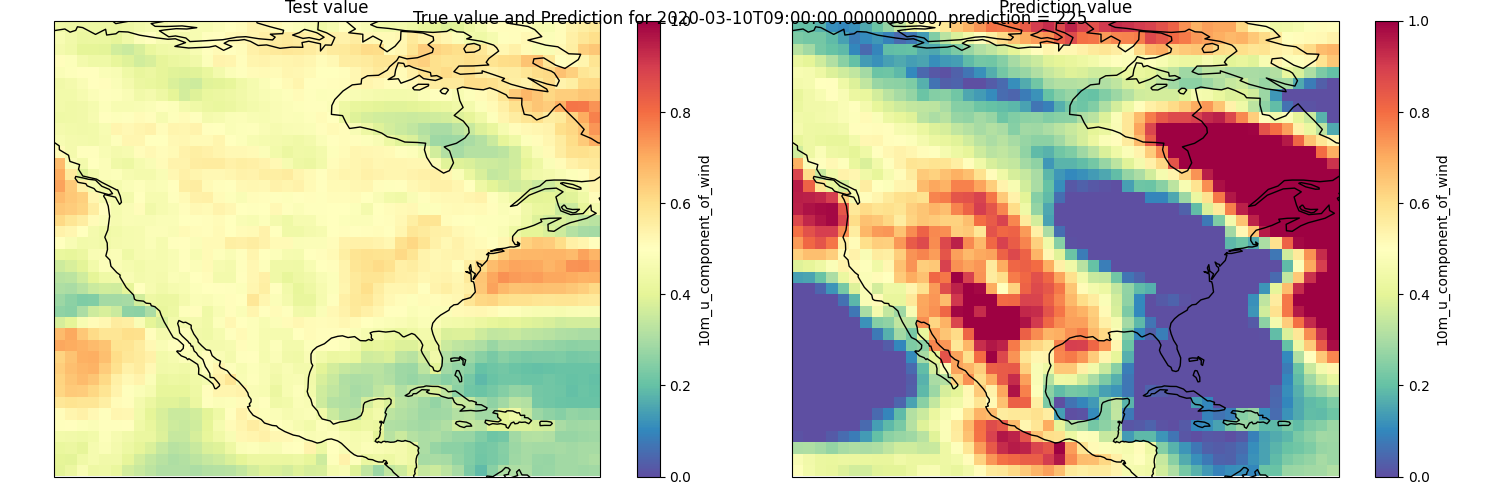 Test value
Prediction value
True value and Prediction for 2020-03-10T09:00:00.000000000, prediction = 225
1.0
0.8
0.6
0.4
0.2
0.0
10m_u_component_of_wind
1.0
0.8
0.6
0.4
0.2
0.0
10m_u_component_of_wind